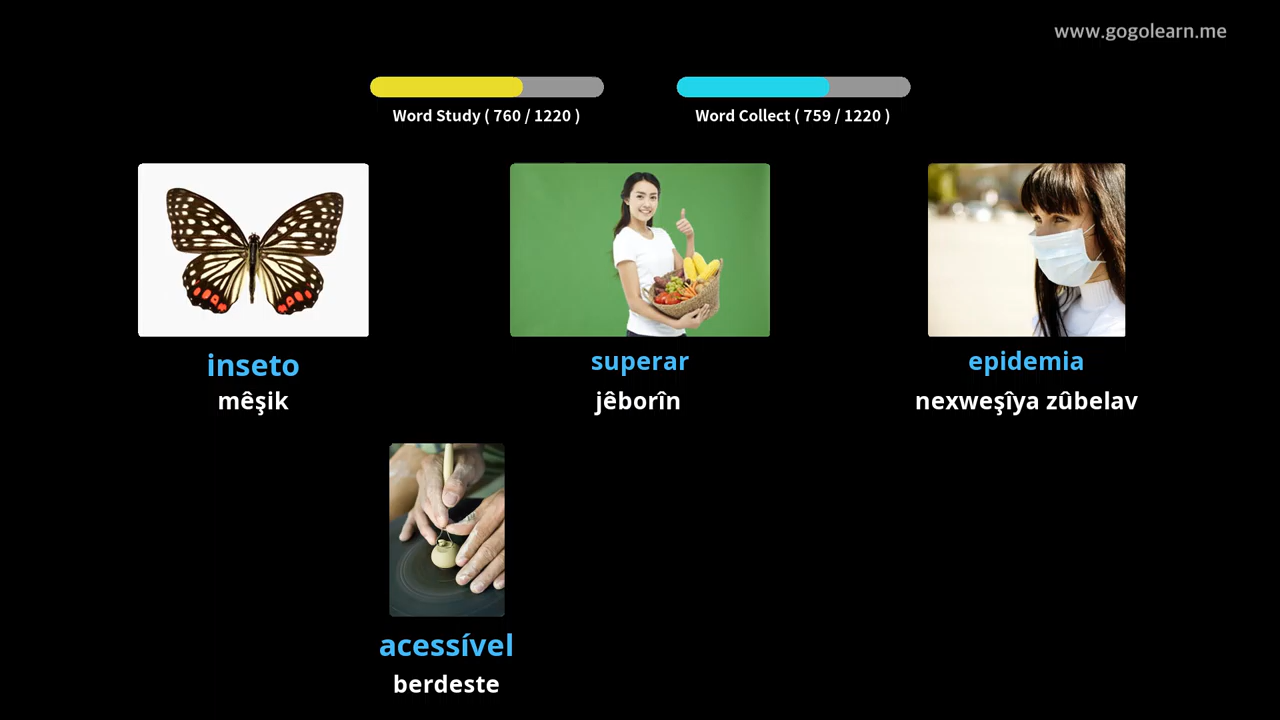 www.gogolearn.me
Word Study ( 760 / 1220 )
Word Collect ( 759 / 1220 )
inseto
mêşik
superar
jêborîn
epidemia
nexweşîya zûbelav
acessível
berdeste